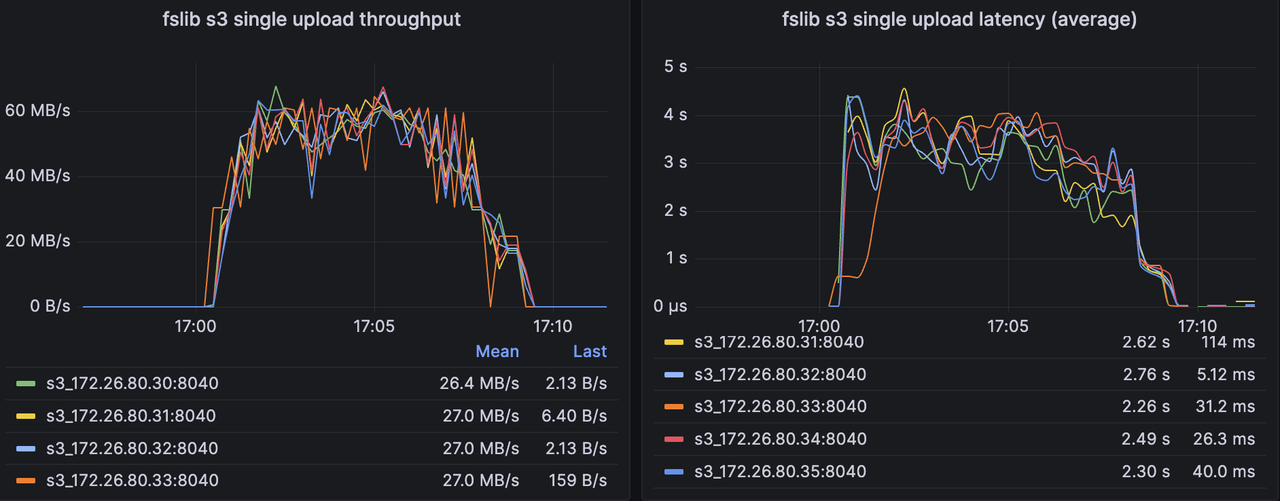 fslib s3 single upload throughput
60 MB/s
40 MB/s
20 MB/s
0 B/s
17:00 17:05 17:10
Mean Last
s3_172.26.80.30:8040 26.4 MB/s 2.13 B/s
s3_172.26.80.31:8040 27.0 MB/s 6.40 B/s
s3_172.26.80.32:8040 27.0 MB/s 2.13 B/s
s3_172.26.80.33:8040 27.0 MB/s 159 B/s
fslib s3 single upload latency (average)
5 s
4 s
3 s
2 s
1 s
0 µs
17:00 17:05 17:10
s3_172.26.80.31:8040 2.62 s 114 ms
s3_172.26.80.32:8040 2.76 s 5.12 ms
s3_172.26.80.33:8040 2.26 s 31.2 ms
s3_172.26.80.34:8040 2.49 s 26.3 ms
s3_172.26.80.35:8040 2.30 s 40.0 ms